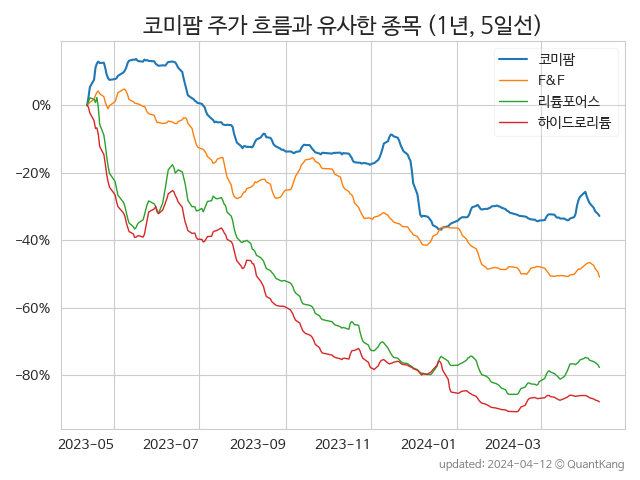 코미팜 주가 흐름과 유사한 종목 (1년, 5일선)
코미팜
F&F
리튬포어스
하이드로리튬
0%
−20%
−40%
−60%
−80%
2023-05 2023-07 2023-09 2023-11 2024-01 2024-03
updated: 2024-04-12 © QuantKang